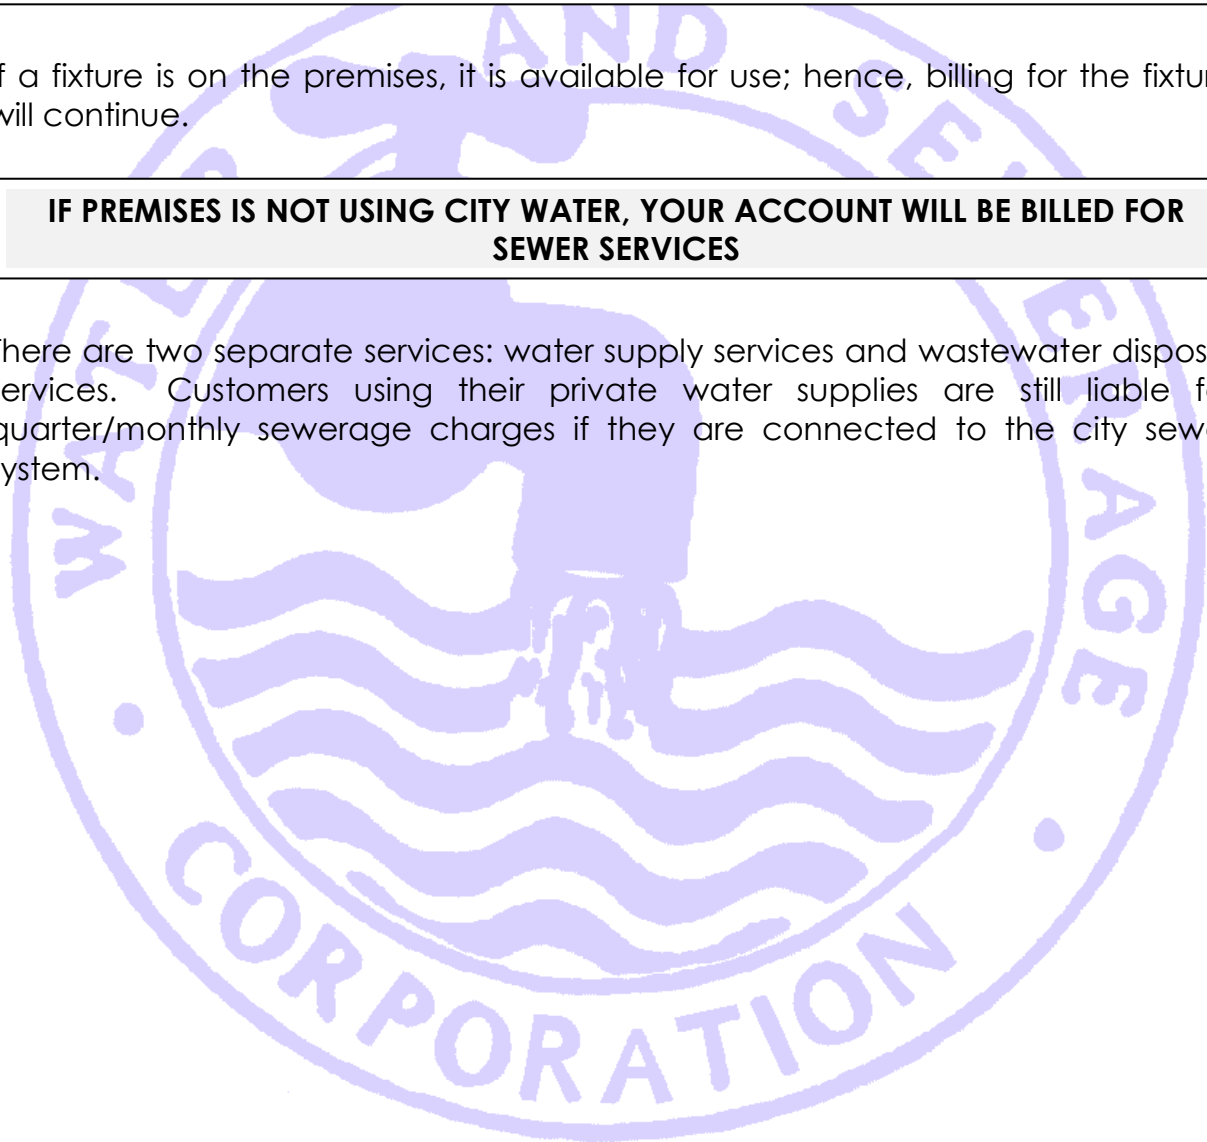 f a fixture is on the premises, it is available for use; hence, billing for the fixtur
will continue.
IF PREMISES IS NOT USING CITY WATER, YOUR ACCOUNT WILL BE BILLED FOR
SEWER SERVICES
There are two separate services: water supply services and wastewater dispos
ervices. Customers using their private water supplies are still liable f
quarter/monthly sewerage charges if they are connected to the city sew
ystem.
WATER AND SEWERAGE
CORPORATION